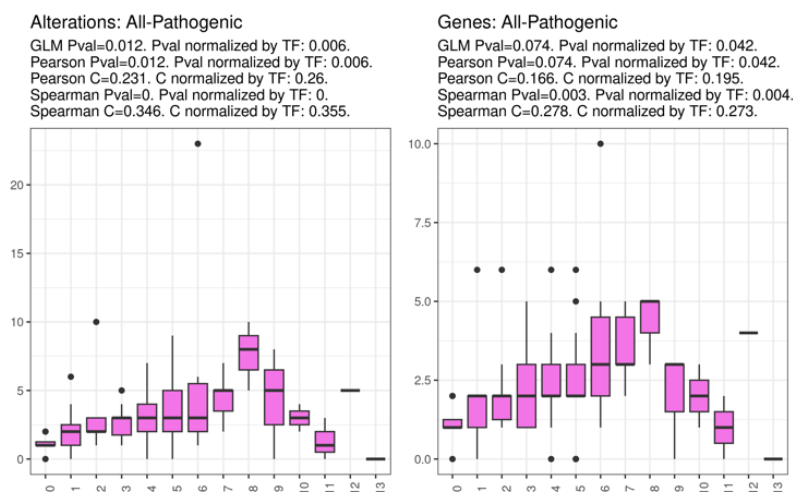 Alterations: All-Pathogenic
GLM Pval=0.012. Pval normalized by TF: 0.006.
Pearson Pval=0.012. Pval normalized by TF: 0.006.
Pearson C=0.231. C normalized by TF: 0.26.
Spearman Pval=0. Pval normalized by TF: 0.
Spearman C=0.346. C normalized by TF: 0.355.
20
15
10
5
0
0 1 2 3 4 5 6 7 8 9 10 11 12 13
Genes: All-Pathogenic
GLM Pval=0.074. Pval normalized by TF: 0.042.
Pearson Pval=0.074. Pval normalized by TF: 0.042.
Pearson C=0.166. C normalized by TF: 0.195.
Spearman Pval=0.003. Pval normalized by TF: 0.004.
Spearman C=0.278. C normalized by TF: 0.273.
10.0
7.5
5.0
2.5
0.0
0 1 2 3 4 5 6 7 8 9 10 11 12 13